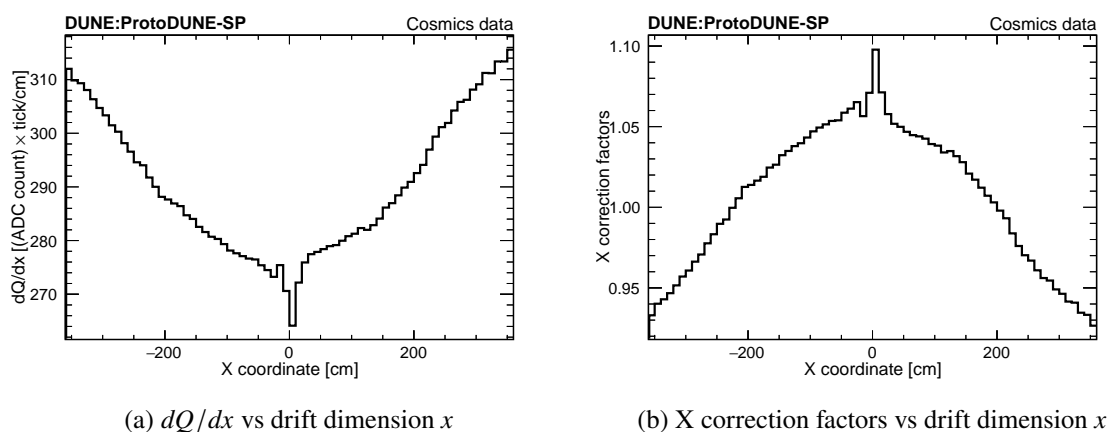 DUNE:ProtoDUNE-SP Cosmics data
dQ/dx [(ADC count) × tick/cm]
310
300
290
280
270
−200 0 200
X coordinate [cm]
(a) dQ/dx vs drift dimension x
DUNE:ProtoDUNE-SP Cosmics data
X correction factors
1.10
1.05
1.00
0.95
−200 0 200
X coordinate [cm]
(b) X correction factors vs drift dimension x